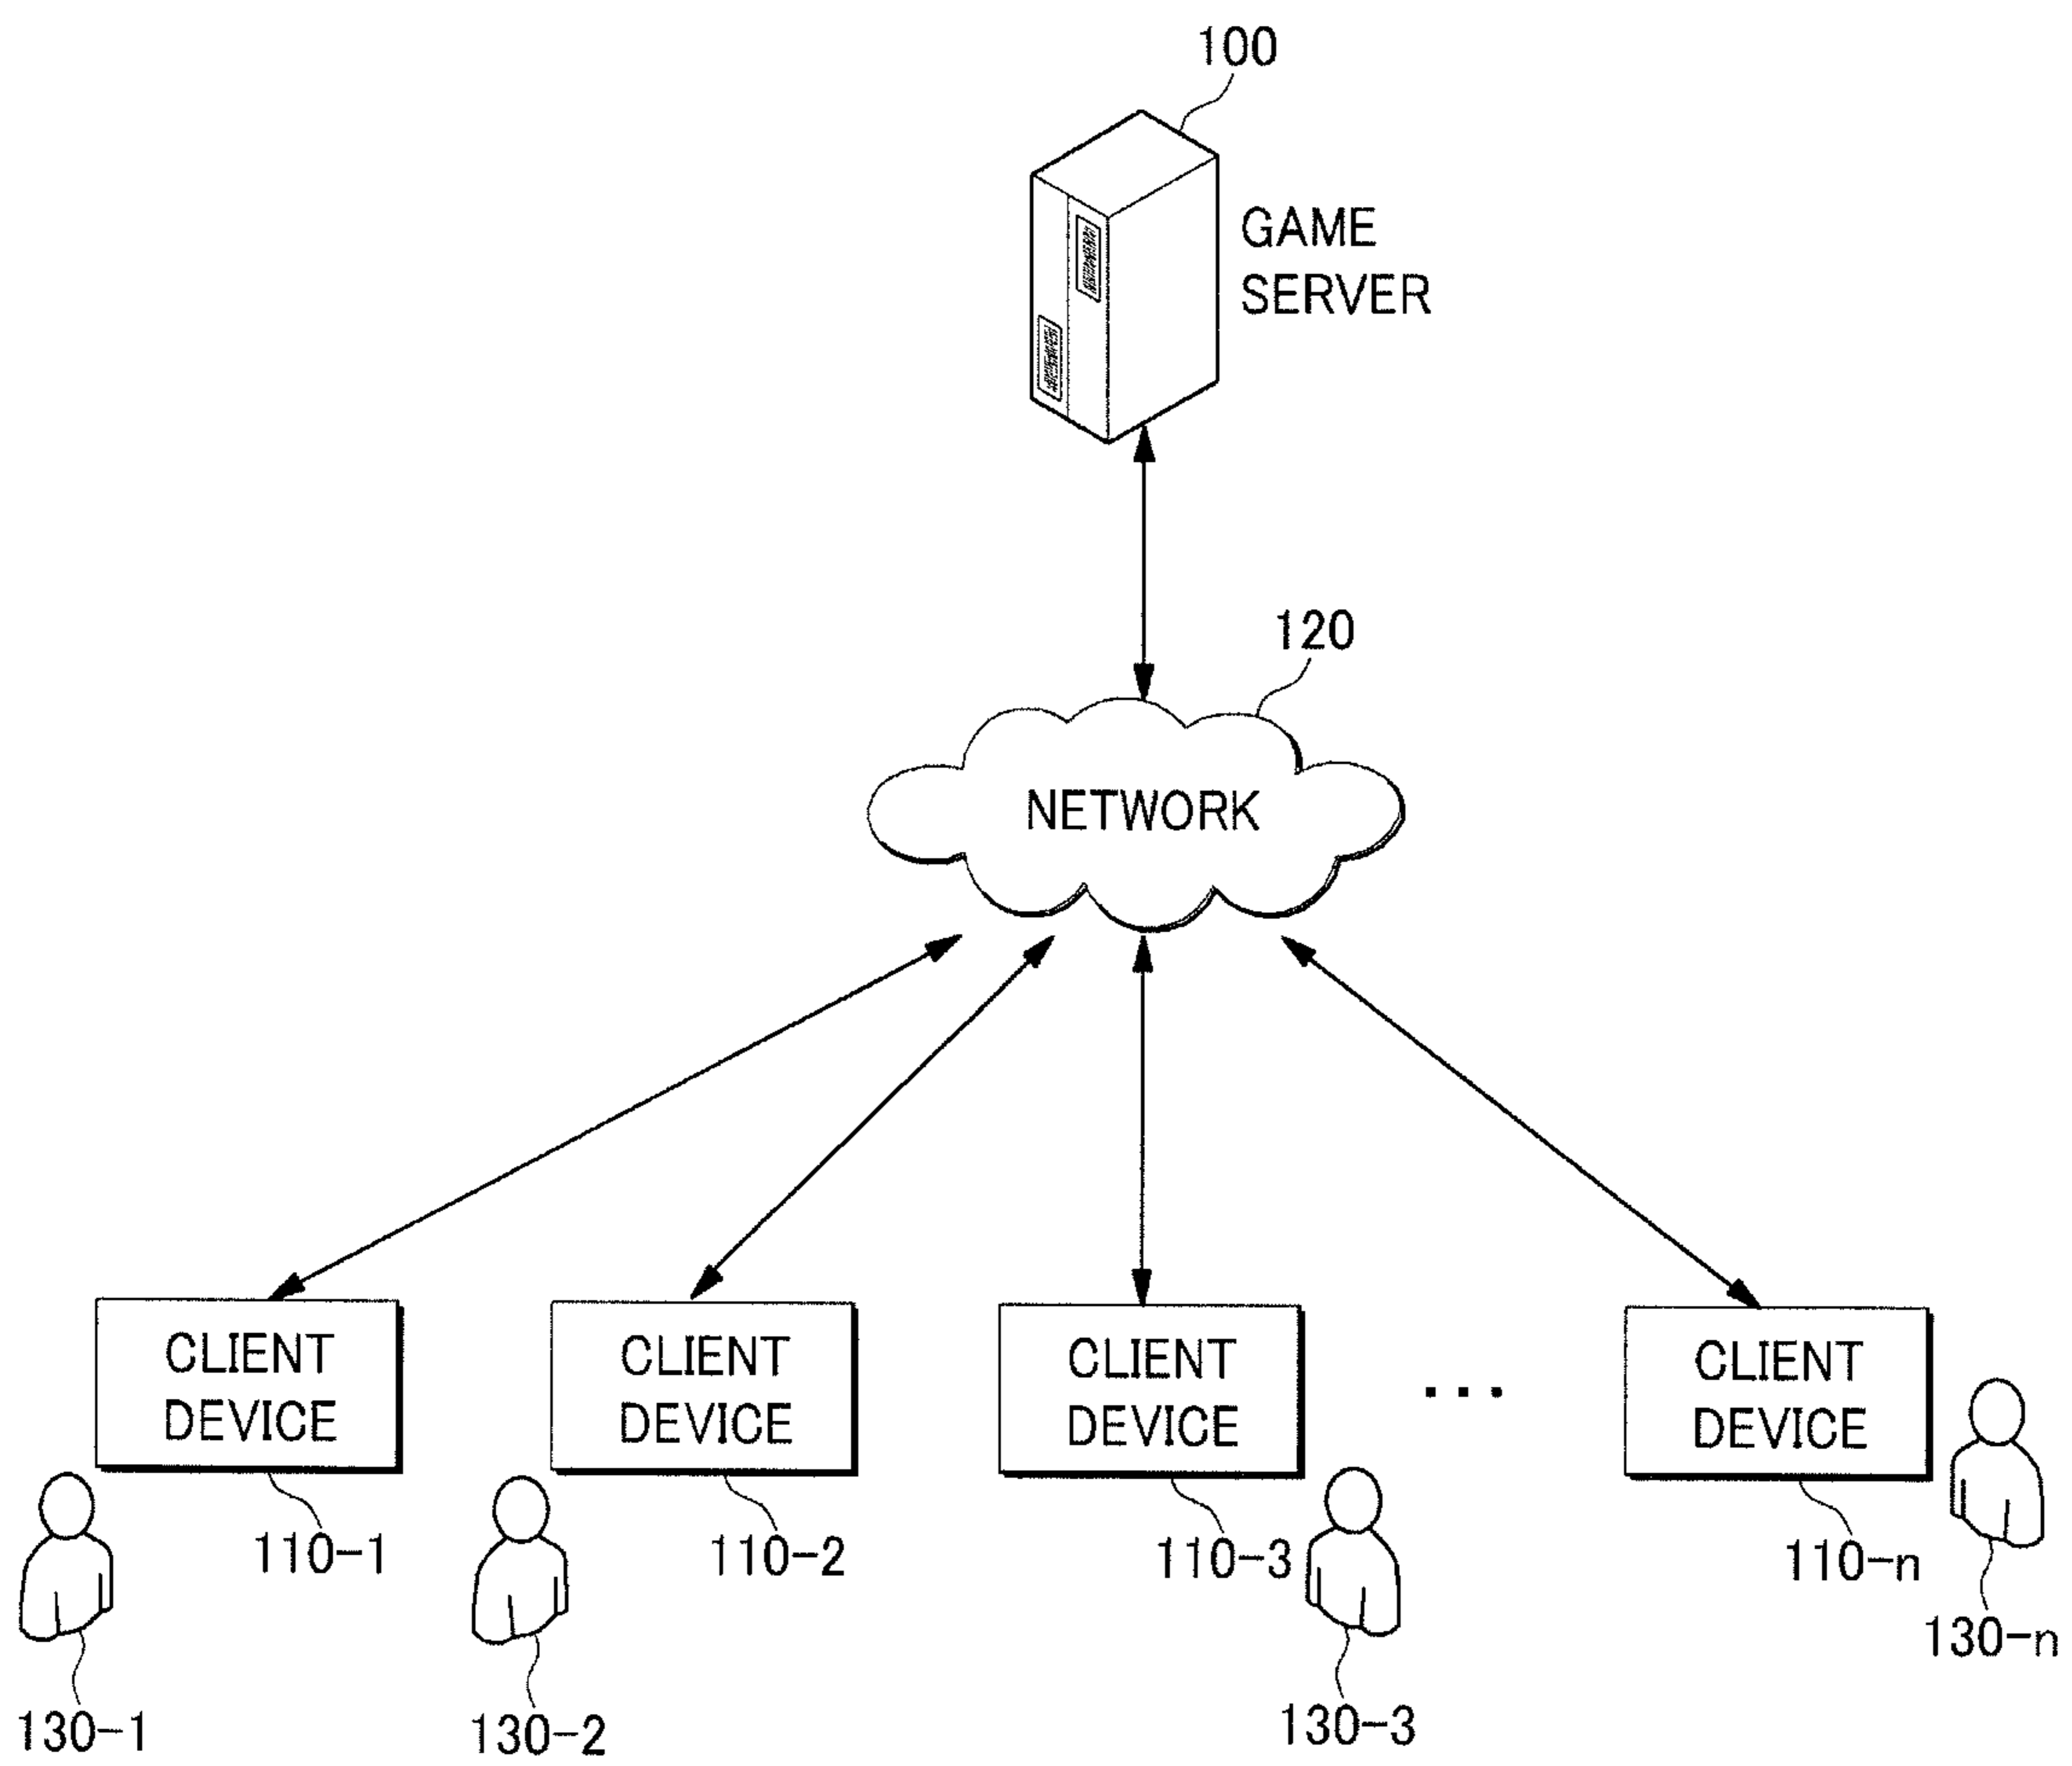 100
GAME
SERVER
120
NETWORK
CLIENT
DEVICE
CLIENT
DEVICE
CLIENT
DEVICE
...
CLIENT
DEVICE
110-1
110-2
110-3
110-n
130-1
130-2
130-3
130-n